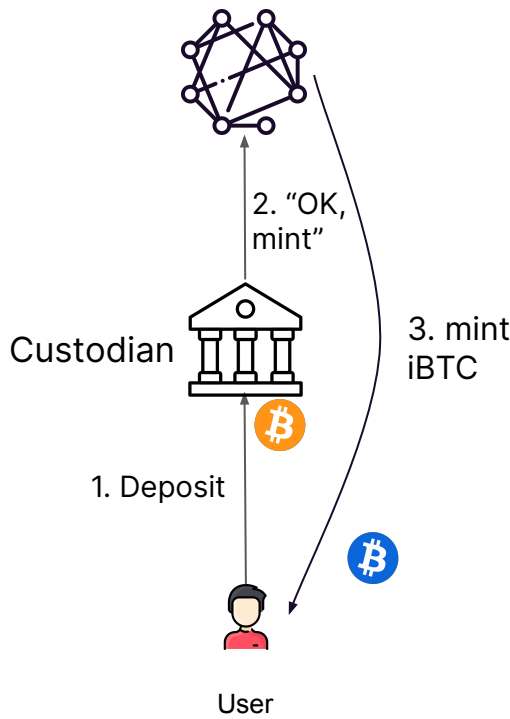 2. “OK,
mint”
3. mint
iBTC
Custodian
1. Deposit
User